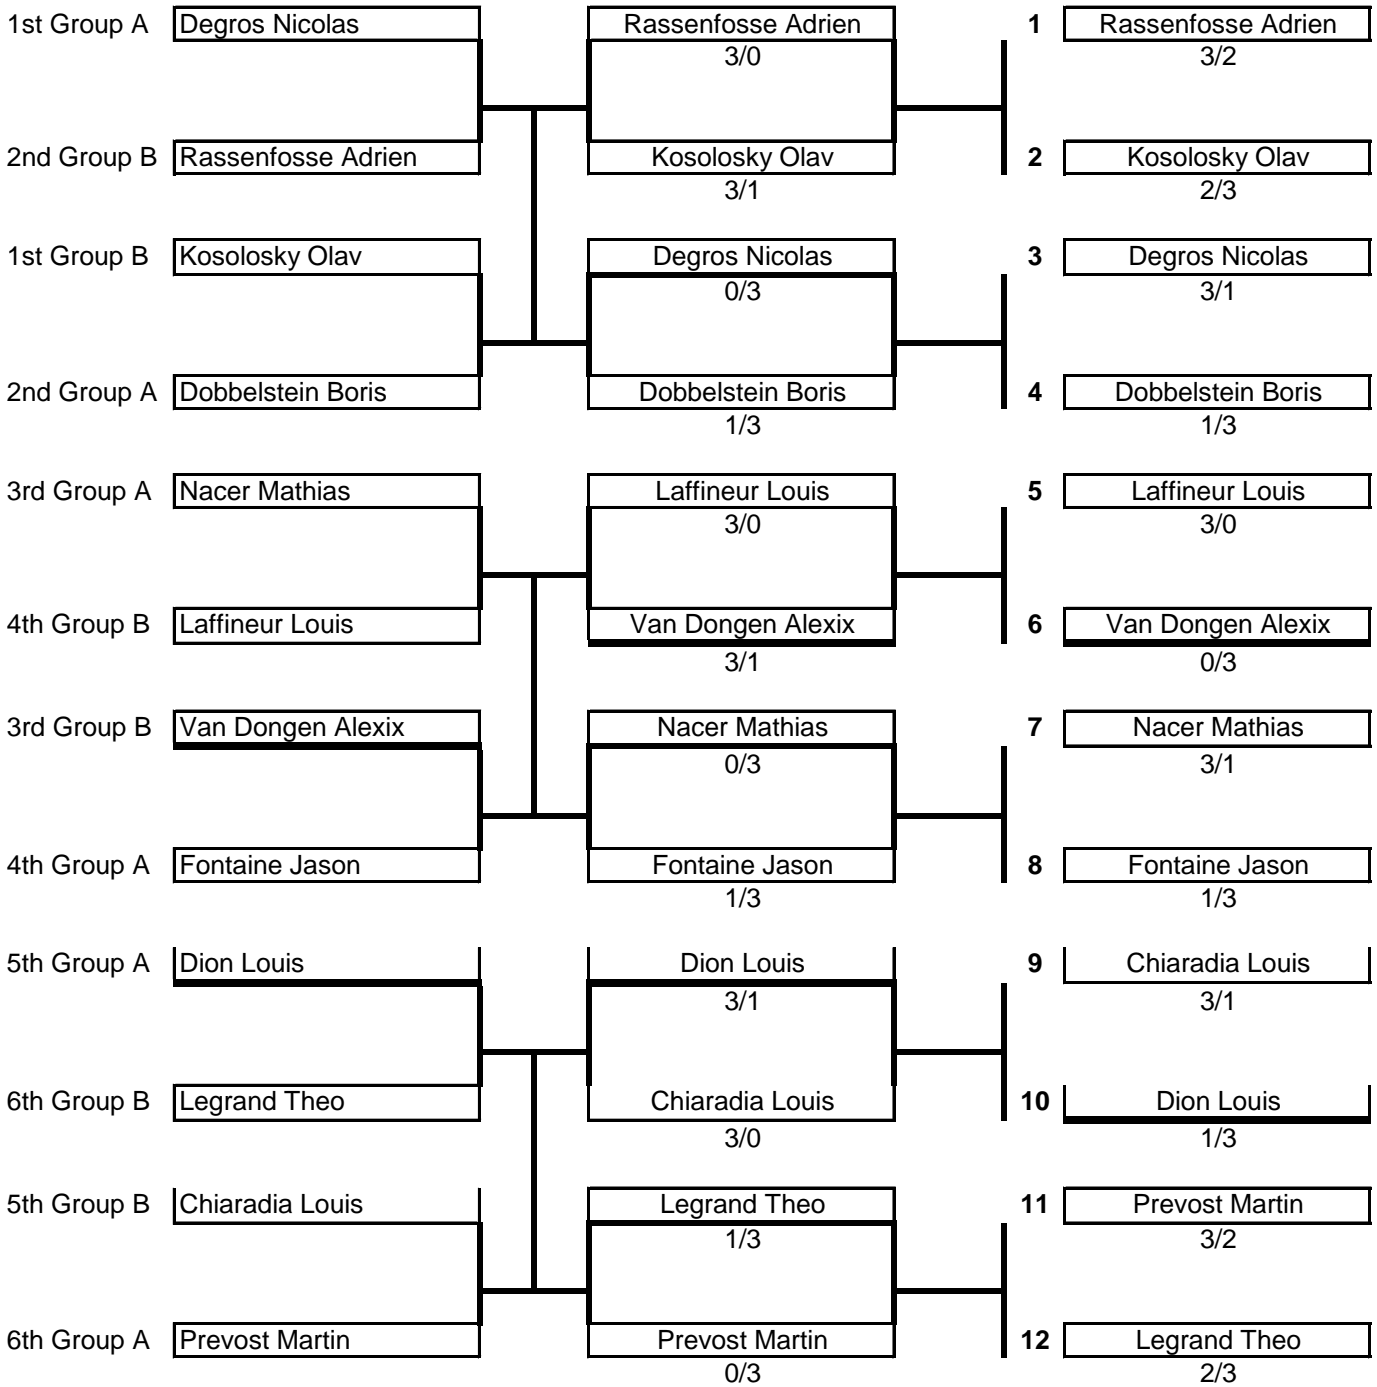 1st Group A Degros Nicolas Rassenfosse Adrien 1 Rassenfosse Adrien
3/0 3/2
2nd Group B Rassenfosse Adrien Kosolosky Olav 2 Kosolosky Olav
3/1 2/3
1st Group B Kosolosky Olav Degros Nicolas 3 Degros Nicolas
0/3 3/1
2nd Group A Dobbelstein Boris Dobbelstein Boris 4 Dobbelstein Boris
1/3 1/3
3rd Group A Nacer Mathias Laffineur Louis 5 Laffineur Louis
3/0 3/0
4th Group B Laffineur Louis Van Dongen Alexix 6 Van Dongen Alexix
3/1 0/3
3rd Group B Van Dongen Alexix Nacer Mathias 7 Nacer Mathias
0/3 3/1
4th Group A Fontaine Jason Fontaine Jason 8 Fontaine Jason
1/3 1/3
5th Group A Dion Louis Dion Louis 9 Chiaradia Louis
3/1 3/1
6th Group B Legrand Theo Chiaradia Louis 10 Dion Louis
3/0 1/3
5th Group B Chiaradia Louis Legrand Theo 11 Prevost Martin
1/3 3/2
6th Group A Prevost Martin Prevost Martin 12 Legrand Theo
0/3 2/3